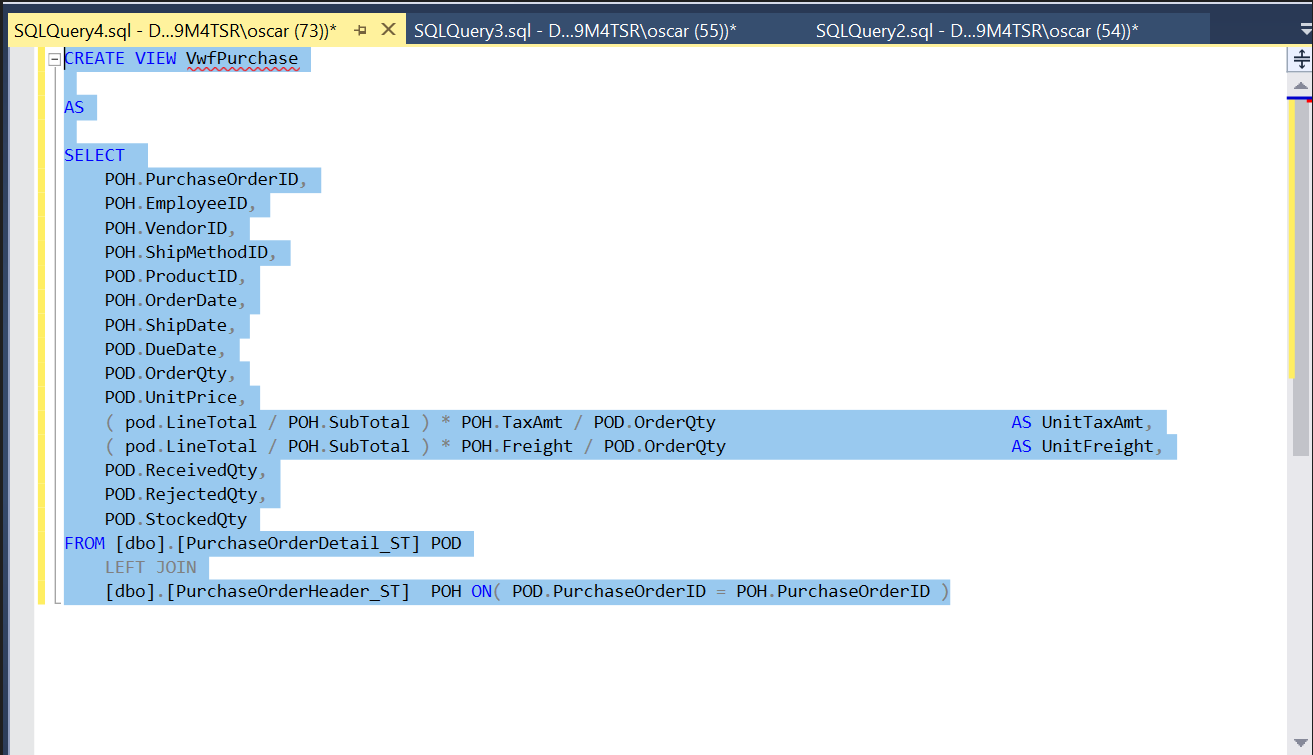 SQLQuery4.sql - D...9M4TSR\oscar (73))* SQLQuery3.sql - D...9M4TSR\oscar (55))* SQLQuery2.sql - D...9M4TSR\oscar (54))*
CREATE VIEW VwfPurchase
AS
SELECT
POH.PurchaseOrderID,
POH.EmployeeID,
POH.VendorID,
POH.ShipMethodID,
POD.ProductID,
POH.OrderDate,
POH.ShipDate,
POD.DueDate,
POD.OrderQty,
POD.UnitPrice,
( pod.LineTotal / POH.SubTotal ) * POH.TaxAmt / POD.OrderQty AS UnitTaxAmt,
( pod.LineTotal / POH.SubTotal ) * POH.Freight / POD.OrderQty AS UnitFreight,
POD.ReceivedQty,
POD.RejectedQty,
POD.StockedQty
FROM [dbo].[PurchaseOrderDetail_ST] POD
LEFT JOIN
[dbo].[PurchaseOrderHeader_ST] POH ON( POD.PurchaseOrderID = POH.PurchaseOrderID )